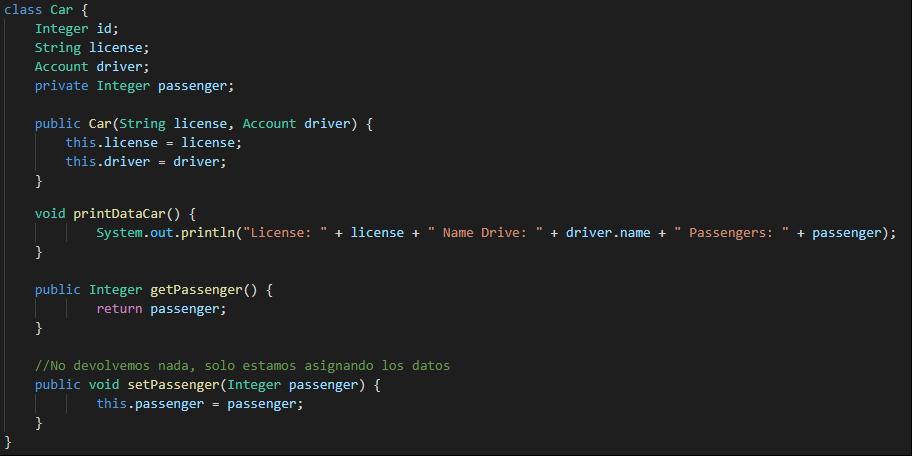 class Car {
    Integer id;
    String license;
    Account driver;
    private Integer passenger;

    public Car(String license, Account driver) {
        this.license = license;
        this.driver = driver;
    }

    void printDataCar() {
            System.out.println("License: " + license + " Name Drive: " + driver.name + " Passengers: " + passenger);
    }

    public Integer getPassenger() {
            return passenger;
    }

    //No devolvemos nada, solo estamos asignando los datos
    public void setPassenger(Integer passenger) {
            this.passenger = passenger;
    }
}